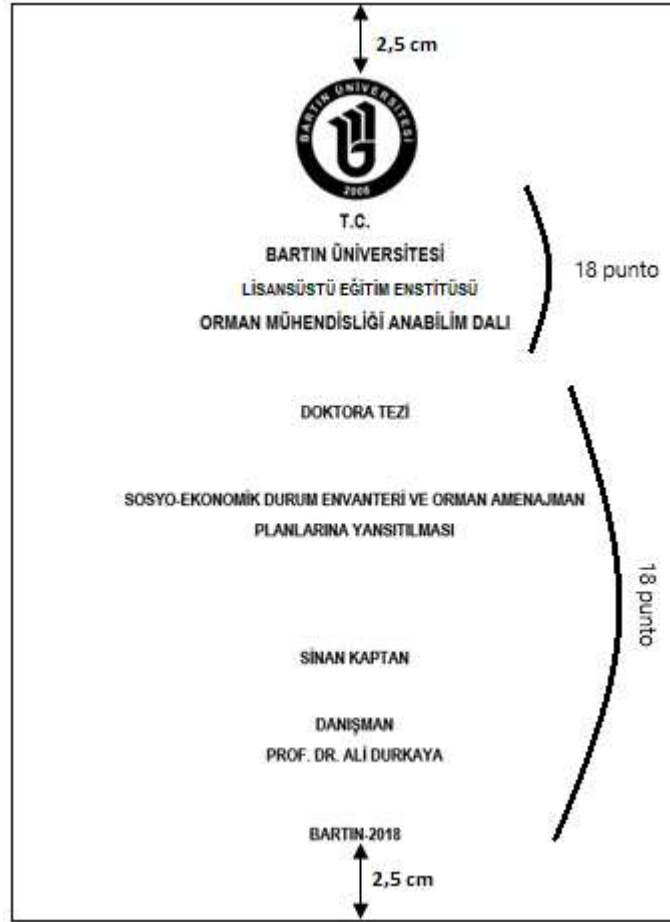 2,5 cm
BARTIN ÜNİVERSİTESİ
2008
T.C.
BARTIN ÜNİVERSİTESİ
LİSANSÜSTÜ EĞİTİM ENSTİTÜSÜ
ORMAN MÜHENDİSLİĞİ ANABİLİM DALI
18 punto
DOKTORA TEZİ
SOSYO-EKONOMİK DURUM ENVANTERİ VE ORMAN AMENAJMAN
PLANLARINA YANSITILMASI
18 punto
SİNAN KAPTAN
DANIŞMAN
PROF. DR. ALİ DURKAYA
BARTIN-2018
2,5 cm